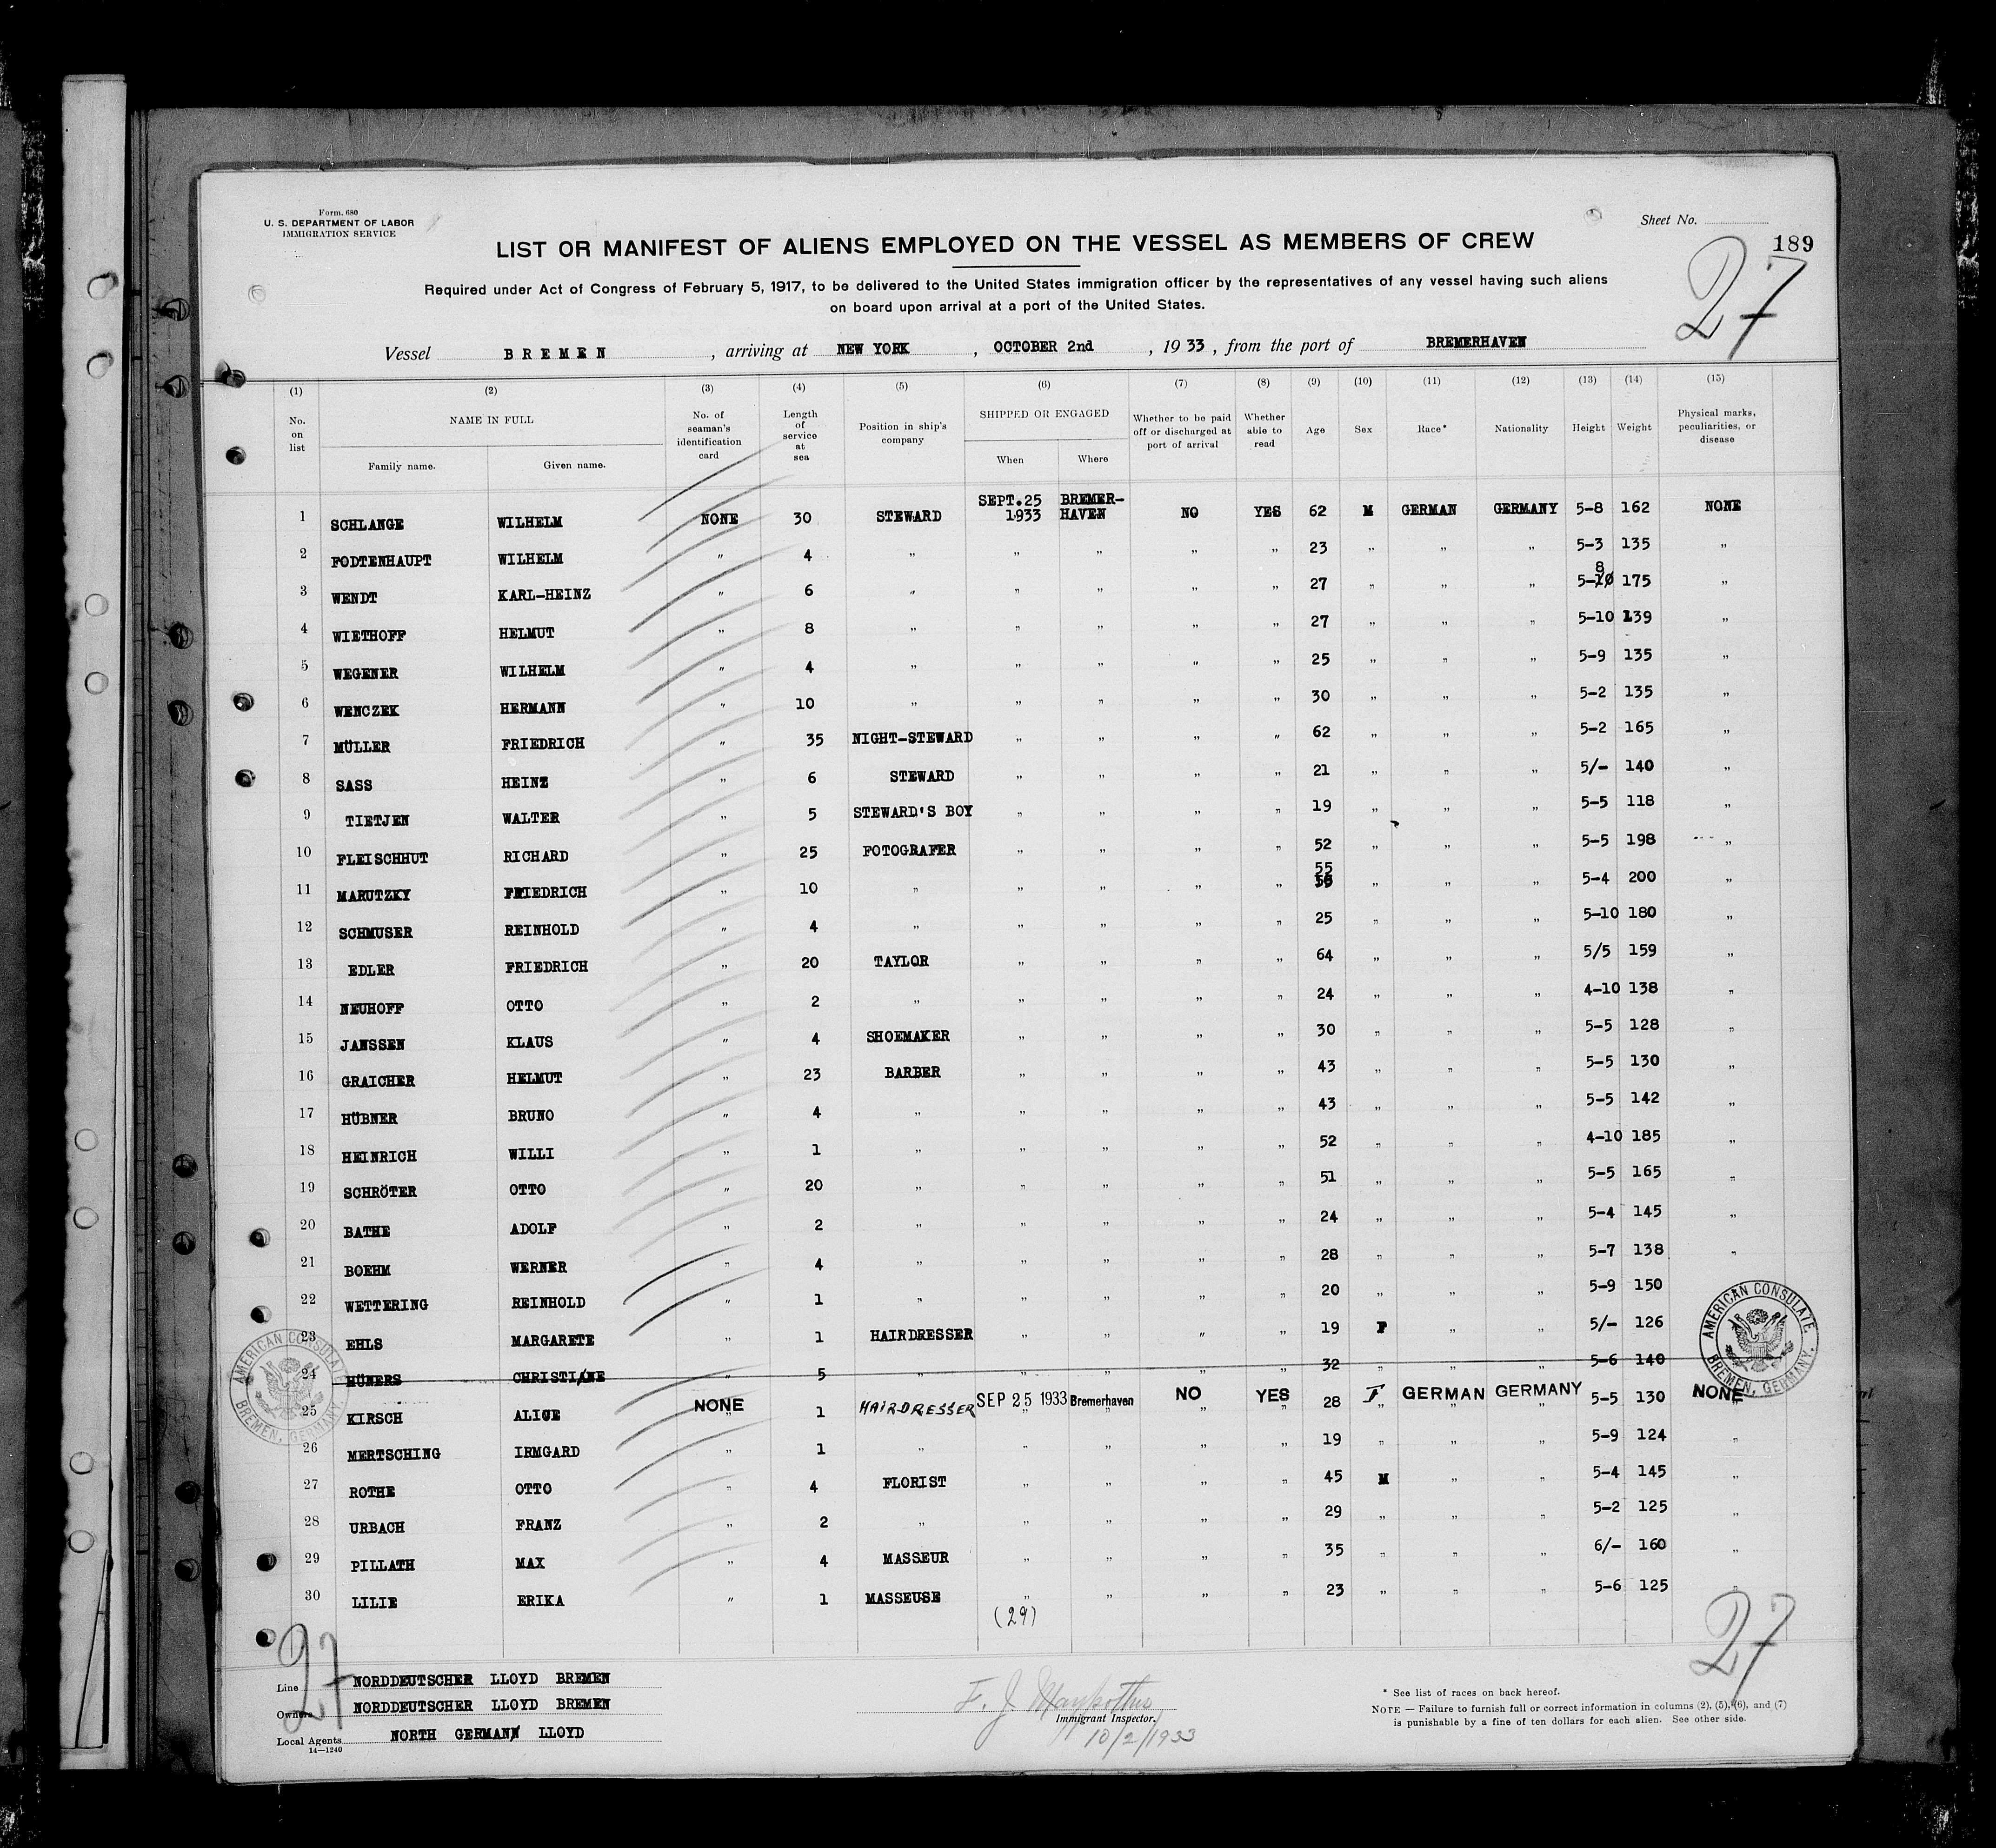 Form. 680
U. S. DEPARTMENT OF LABOR
IMMIGRATION SERVICE
Sheet No.
189
27
LIST OR MANIFEST OF ALIENS EMPLOYED ON THE VESSEL AS MEMBERS OF CREW
Required under Act of Congress of February 5, 1917, to be delivered to the United States immigration officer by the representatives of any vessel having such aliens
on board upon arrival at a port of the United States.
Vessel BREMEN , arriving at NEW YORK , OCTOBER 2nd , 19 33 , from the port of BREMERHAVEN
(1) (2) (3) (4) (5) (6) (7) (8) (9) (10) (11) (12) (13) (14) (15)
No. on list NAME IN FULL Family name. Given name. No. of seaman's identification card Length of service at sea Position in ship's company SHIPPED OR ENGAGED When Where Whether to be paid off or discharged at port of arrival Whether able to read Age Sex Race* Nationality Height Weight Physical marks, peculiarities, or disease
1 SCHLANGE WILHELM NONE 30 STEWARD SEPT.25 1933 BREMER-HAVEN NO YES 62 M GERMAN GERMANY 5-8 162 NONE
2 FODTENHAUPT WILHELM " 4 " " " " " 23 " " " 5-3 135 "
3 WENDT KARL-HEINZ " 6 " " " " " 27 " " " 5-10 8 175 "
4 WIETHOFF HELMUT " 8 " " " " " 27 " " " 5-10 139 "
5 WEGENER WILHELM " 4 " " " " " 25 " " " 5-9 135 "
6 WENCZEK HERMANN " 10 " " " " " 30 " " " 5-2 135 "
7 MÜLLER FRIEDRICH " 35 NIGHT-STEWARD " " " " 62 " " " 5-2 165 "
8 SASS HEINZ " 6 STEWARD " " " " 21 " " " 5/- 140 "
9 TIETJEN WALTER " 5 STEWARD'S BOY " " " " 19 " " " 5-5 118 "
10 FLEISCHHUT RICHARD " 25 FOTOGRAFER " " " " 52 " " " 5-5 198 "
11 MARUTZKY FRIEDRICH " 10 " " " " " 55 " " " 5-4 200 "
12 SCHMUSER REINHOLD " 4 " " " " " 25 " " " 5-10 180 "
13 EDLER FRIEDRICH " 20 TAYLOR " " " " 64 " " " 5/5 159 "
14 NEUHOFF OTTO " 2 " " " " " 24 " " " 4-10 138 "
15 JANSSEN KLAUS " 4 SHOEMAKER " " " " 30 " " " 5-5 128 "
16 GRAICHER HELMUT " 23 BARBER " " " " 43 " " " 5-5 130 "
17 HÜBNER BRUNO " 4 " " " " " 43 " " " 5-5 142 "
18 HEINRICH WILLI " 1 " " " " " 52 " " " 4-10 185 "
19 SCHRÖTER OTTO " 20 " " " " " 51 " " " 5-5 165 "
20 BATHE ADOLF " 2 " " " " " 24 " " " 5-4 145 "
21 BOEHM WERNER " 4 " " " " " 28 " " " 5-7 138 "
22 WETTERING REINHOLD " 1 " " " " " 20 " " " 5-9 150 "
23 EHLS MARGARETE " 1 HAIRDRESSER " " " " 19 F " " 5/- 126
24 HÜNERS CHRISTINE " 5 " " " " " 32 " " " 5-6 140
25 KIRSCH ALICE NONE 1 HAIRDRESSER SEP 25 1933 Bremerhaven NO YES 28 F GERMAN GERMANY 5-5 130 NONE
26 MERTSCHING IRMGARD " 1 " " " " " 19 " " " 5-9 124 "
27 ROTHE OTTO " 4 FLORIST " " " " 45 M " " 5-4 145 "
28 URBACH FRANZ " 2 " " " " " 29 " " " 5-2 125 "
29 PILLATH MAX " 4 MASSEUR " " " " 35 " " " 6/- 160 "
30 LILIE ERIKA " 1 MASSEUSE " " " " 23 " " " 5-6 125 "
(29)
AMERICAN CONSULATE BREMEN, GERMANY.
AMERICAN CONSULATE BREMEN, GERMANY.
27
27
Line NORDDEUTSCHER LLOYD BREMEN
Owners NORDDEUTSCHER LLOYD BREMEN
Local Agents NORTH GERMAN LLOYD
14—1240
F. J.
Immigrant Inspector.
10/2/1933
* See list of races on back hereof.
NOTE — Failure to furnish full or correct information in columns (2), (5), (6), and (7)
is punishable by a fine of ten dollars for each alien. See other side.